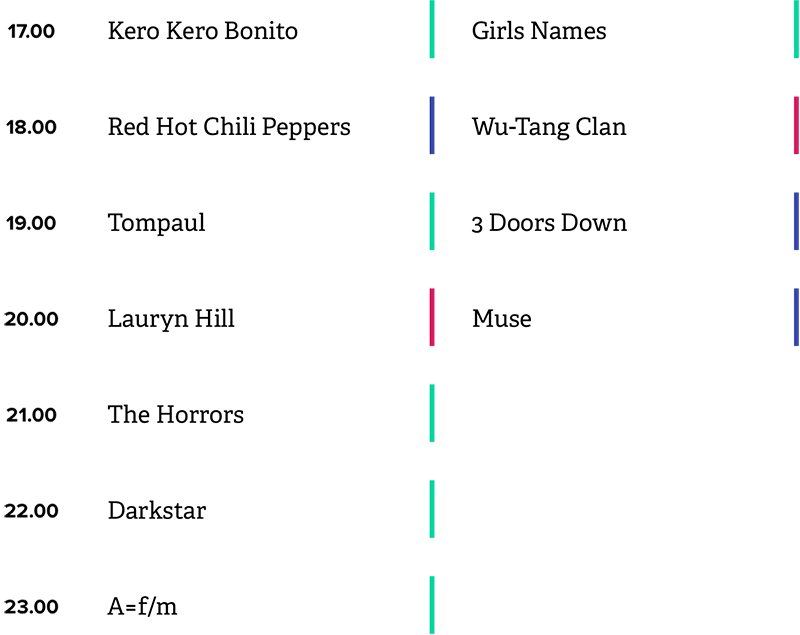 17.00 Kero Kero Bonito Girls Names
18.00 Red Hot Chili Peppers Wu-Tang Clan
19.00 Tompaul 3 Doors Down
20.00 Lauryn Hill Muse
21.00 The Horrors
22.00 Darkstar
23.00 A=f/m